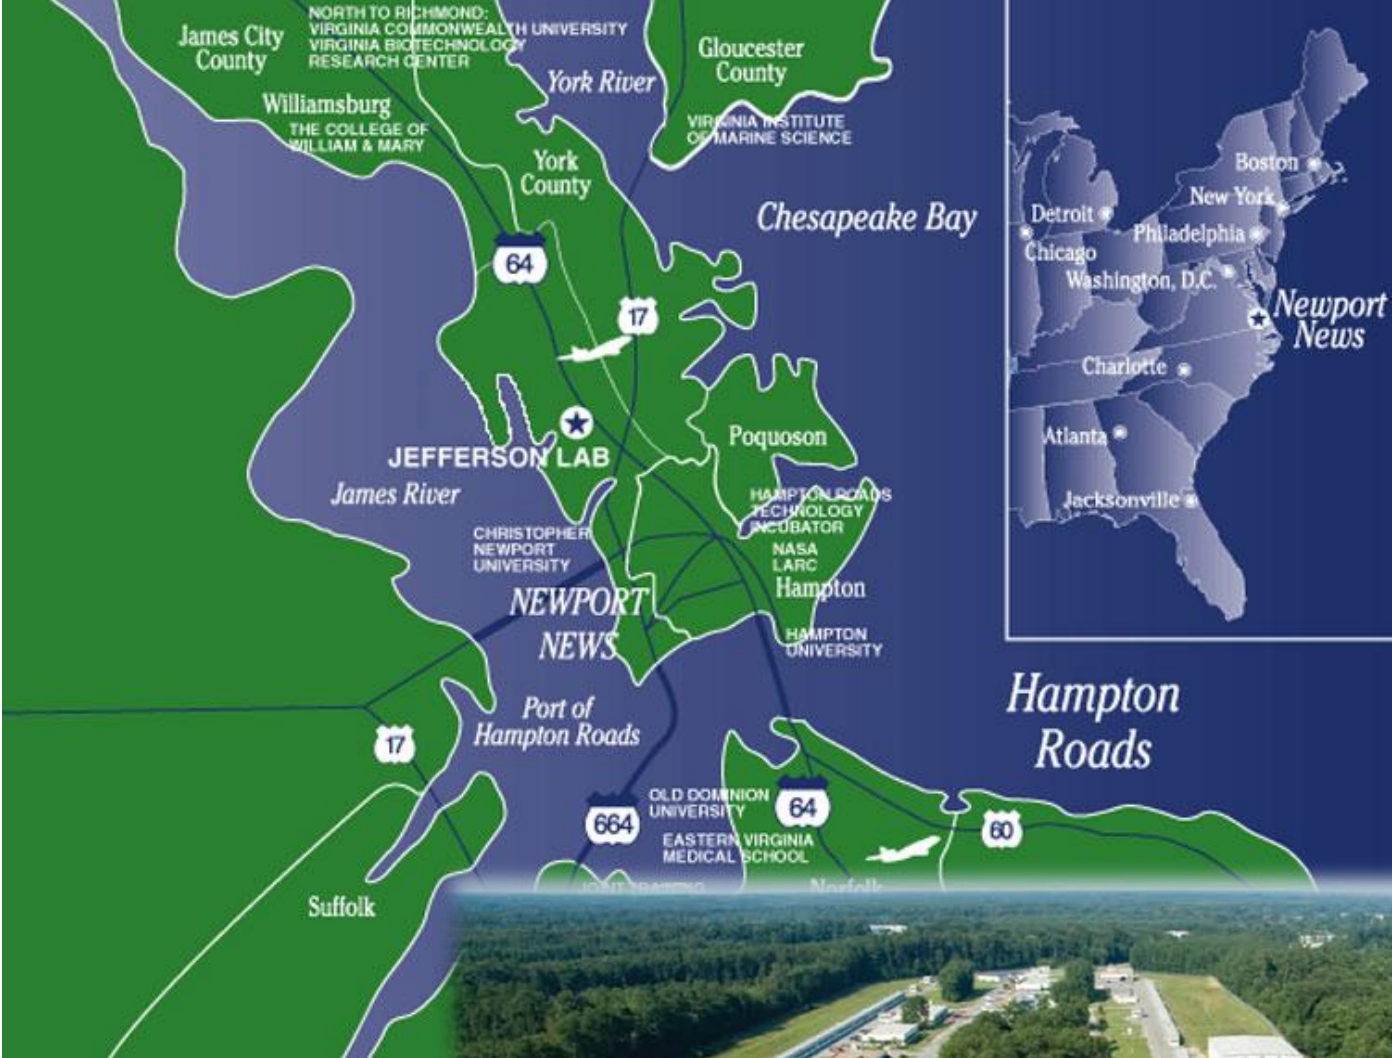 NORTH TO RICHMOND:
VIRGINIA COMMONWEALTH UNIVERSITY
VIRGINIA BIOTECHNOLOGY
RESEARCH CENTER
James City
County
Gloucester
County
York River
Williamsburg
THE COLLEGE OF
WILLIAM & MARY
VIRGINIA INSTITUTE
OF MARINE SCIENCE
York
County
Chesapeake Bay
64
17
Boston
New York
Detroit
Philadelphia
Chicago
Washington, D.C.
Newport
News
Charlotte
Atlanta
Jacksonville
Poquoson
JEFFERSON LAB
James River
HAMPTON ROADS
TECHNOLOGY
INCUBATOR
CHRISTOPHER
NEWPORT
UNIVERSITY
NASA
LARC
Hampton
NEWPORT
NEWS
HAMPTON
UNIVERSITY
Port of
Hampton Roads
Hampton
Roads
17
OLD DOMINION
UNIVERSITY
64
664
60
EASTERN VIRGINIA
MEDICAL SCHOOL
JOINT TRAINING
Norfolk
Suffolk